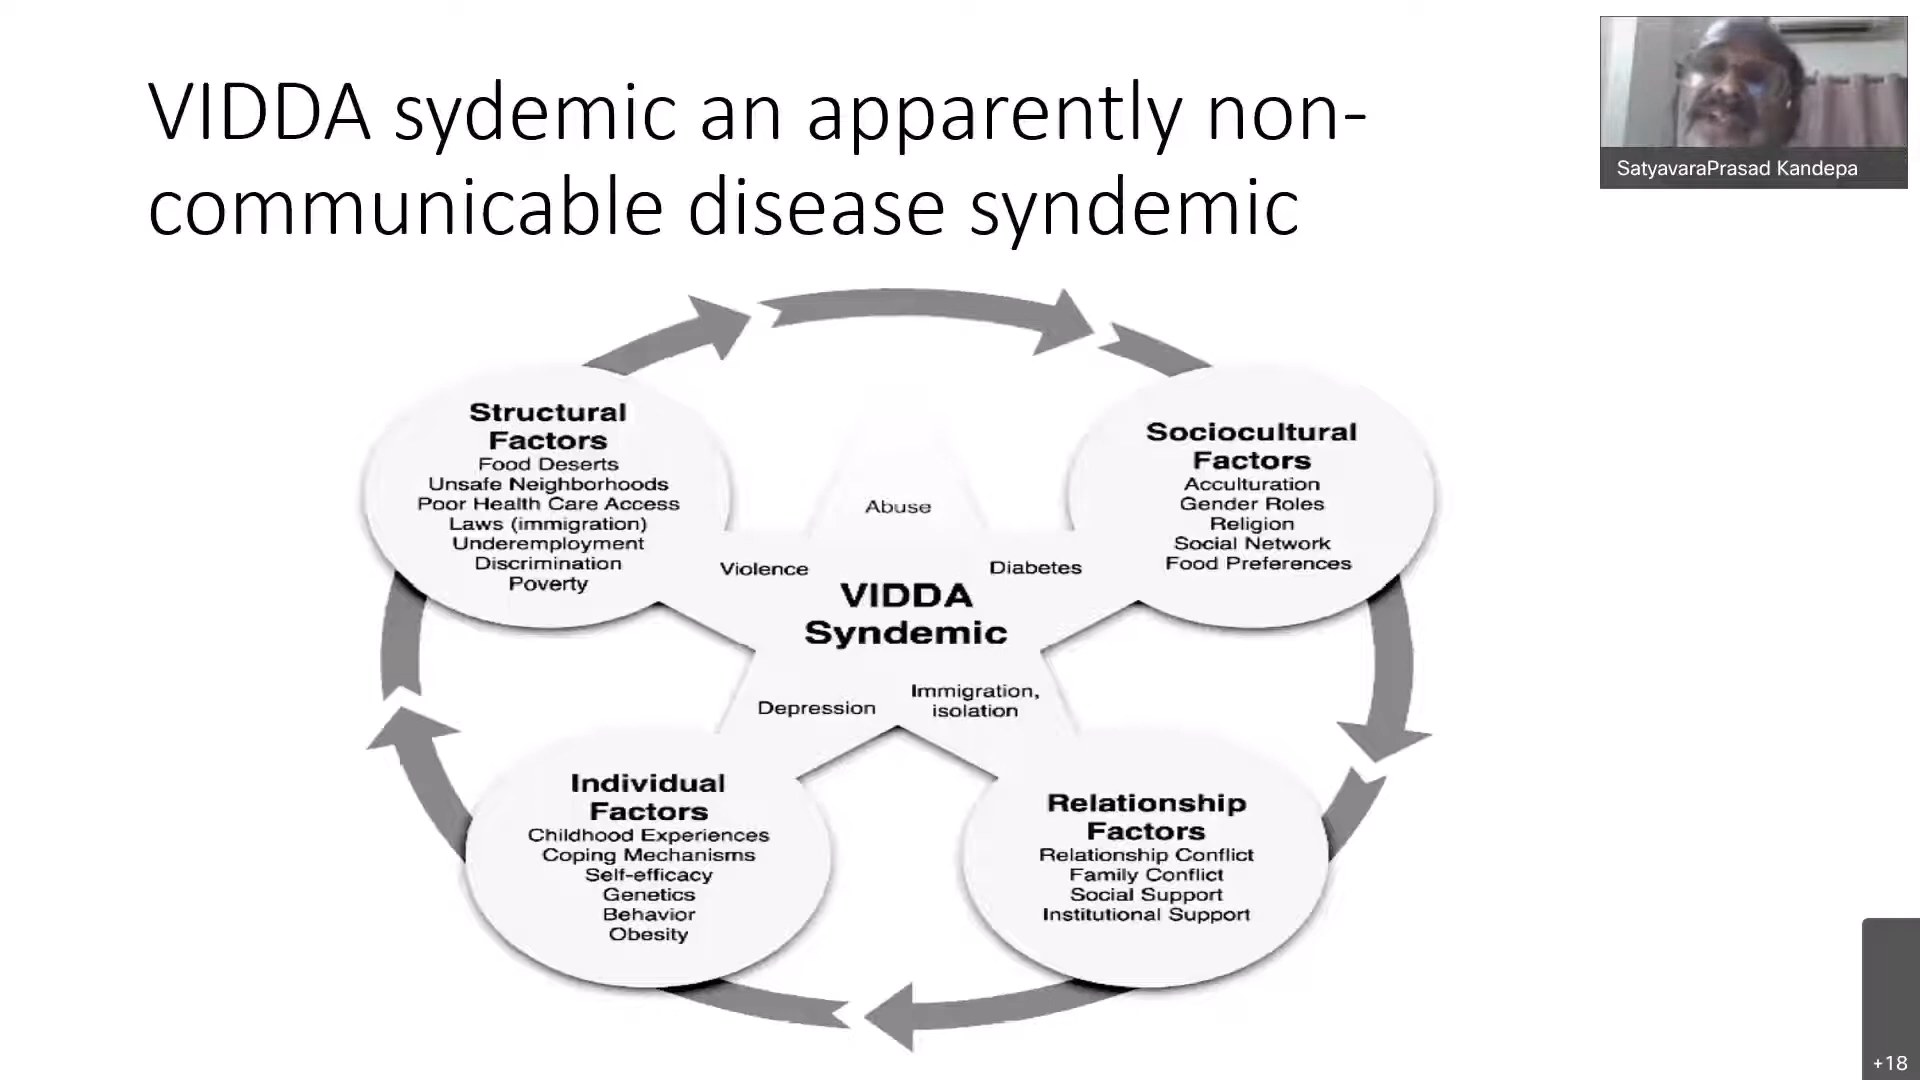 VIDDA sydemic an apparently non-
communicable disease syndemic
SatyavaraPrasad Kandepa
Structural
Factors
Food Deserts
Unsafe Neighborhoods
Poor Health Care Access
Laws (immigration)
Underemployment
Discrimination
Poverty
Sociocultural
Factors
Acculturation
Gender Roles
Religion
Social Network
Food Preferences
Abuse
Violence
Diabetes
VIDDA
Syndemic
Depression
Immigration,
isolation
Individual
Factors
Childhood Experiences
Coping Mechanisms
Self-efficacy
Genetics
Behavior
Obesity
Relationship
Factors
Relationship Conflict
Family Conflict
Social Support
Institutional Support
+18